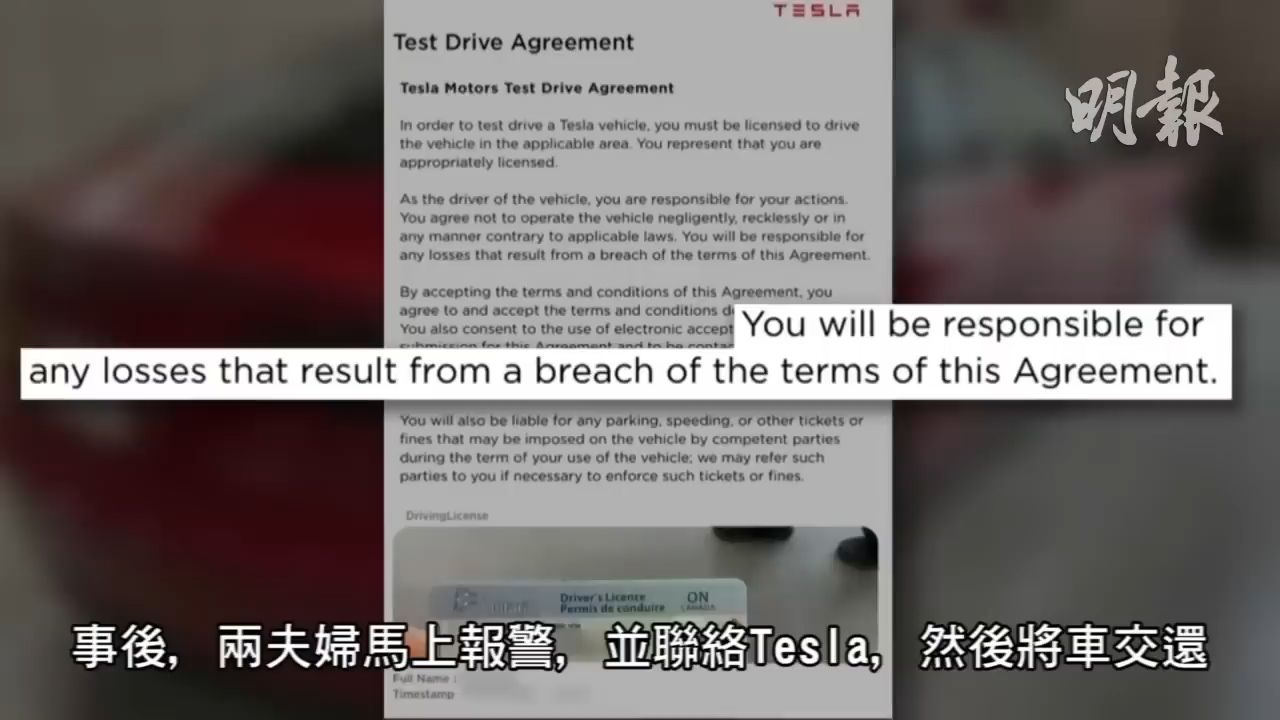 TESLA
明報
Test Drive Agreement
Tesla Motors Test Drive Agreement
In order to test drive a Tesla vehicle, you must be licensed to drive
the vehicle in the applicable area. You represent that you are
appropriately licensed.
As the driver of the vehicle, you are responsible for your actions.
You agree not to operate the vehicle negligently, recklessly or in
any manner contrary to applicable laws. You will be responsible for
any losses that result from a breach of the terms of this Agreement.
By accepting the terms and conditions of this Agreement, you
agree to and accept the terms and conditions
You also consent to the use of electronic
submission for this Agreement and to be
You will be responsible for
any losses that result from a breach of the terms of this Agreement.
You will also be liable for any parking, speeding, or other tickets or
fines that may be imposed on the vehicle by competent parties
during the term of your use of the vehicle; we may refer such
parties to you if necessary to enforce such tickets or fines.
DrivingLicense
Driver's Licence
Permis de conduire
ON
CANADA
事後, 兩夫婦馬上報警, 並聯絡Tesla, 然後將車交還
Full Name :
Timestamp